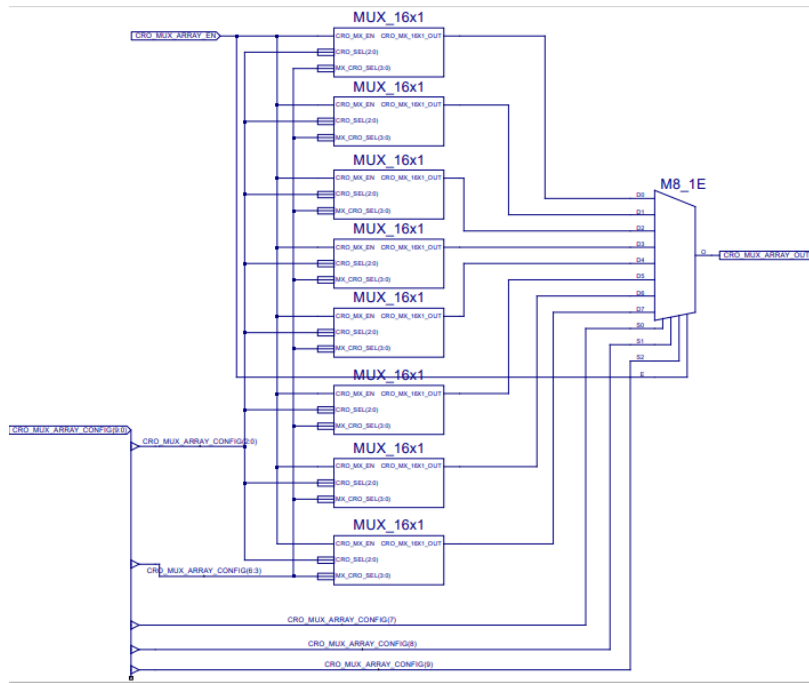 MUX_16x1
CRO_MUX_ARRAY_EN
CRO_MX_EN CRO_MX_16X1_OUT
CRO_SEL(2:0)
MX_CRO_SEL(3:0)
MUX_16x1
CRO_MX_EN CRO_MX_16X1_OUT
CRO_SEL(2:0)
MX_CRO_SEL(3:0)
MUX_16x1
CRO_MX_EN CRO_MX_16X1_OUT
CRO_SEL(2:0)
MX_CRO_SEL(3:0)
MUX_16x1
CRO_MX_EN CRO_MX_16X1_OUT
CRO_SEL(2:0)
MX_CRO_SEL(3:0)
MUX_16x1
CRO_MX_EN CRO_MX_16X1_OUT
CRO_SEL(2:0)
MX_CRO_SEL(3:0)
MUX_16x1
CRO_MX_EN CRO_MX_16X1_OUT
CRO_SEL(2:0)
MX_CRO_SEL(3:0)
MUX_16x1
CRO_MX_EN CRO_MX_16X1_OUT
CRO_SEL(2:0)
MX_CRO_SEL(3:0)
MUX_16x1
CRO_MX_EN CRO_MX_16X1_OUT
CRO_SEL(2:0)
MX_CRO_SEL(3:0)
M8_1E
D0
D1
D2
D3
D4
D5
D6
D7
S0
S1
S2
E
O
CRO_MUX_ARRAY_OUT
CRO_MUX_ARRAY_CONFIG(9:0)
CRO_MUX_ARRAY_CONFIG(2:0)
CRO_MUX_ARRAY_CONFIG(6:3)
CRO_MUX_ARRAY_CONFIG(7)
CRO_MUX_ARRAY_CONFIG(8)
CRO_MUX_ARRAY_CONFIG(9)